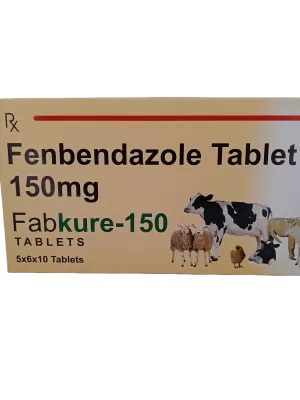 Rx
Fenbendazole Tablet
150mg
Fabkure-150
TABLETS
5x6x10 Tablets